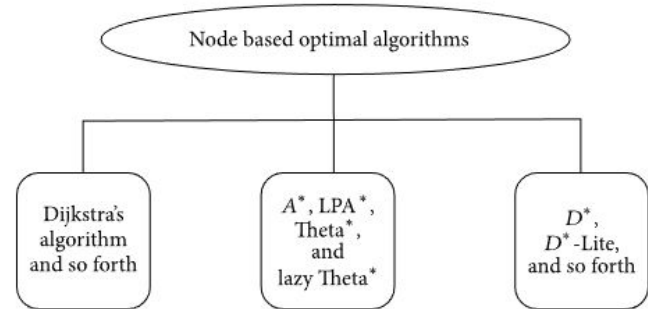 Node based optimal algorithms
Dijkstra's
algorithm
and so forth
A*, LPA*,
Theta*,
and
lazy Theta*
D*,
D*-Lite,
and so forth